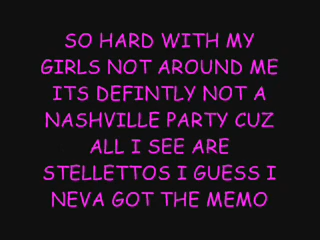 SO HARD WITH MY
GIRLS NOT AROUND ME
ITS DEFINTLY NOT A
NASHVILLE PARTY CUZ
ALL I SEE ARE
STELLETTOS I GUESS I
NEVA GOT THE MEMO